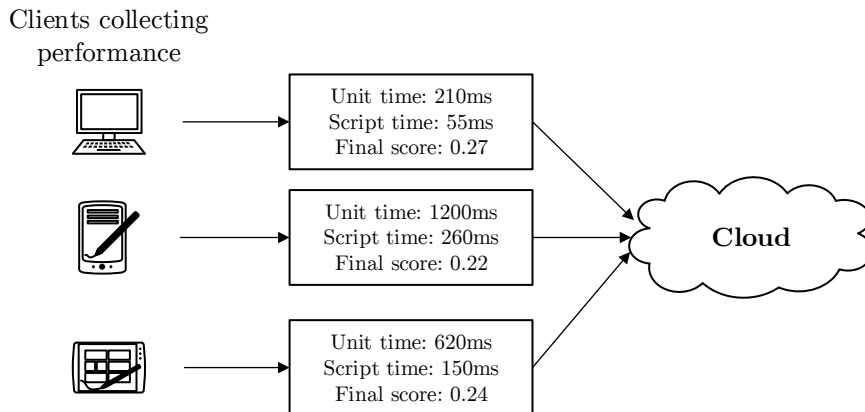 Clients collecting
performance
Unit time: 210ms
Script time: 55ms
Final score: 0.27
Unit time: 1200ms
Script time: 260ms
Final score: 0.22
Cloud
Unit time: 620ms
Script time: 150ms
Final score: 0.24